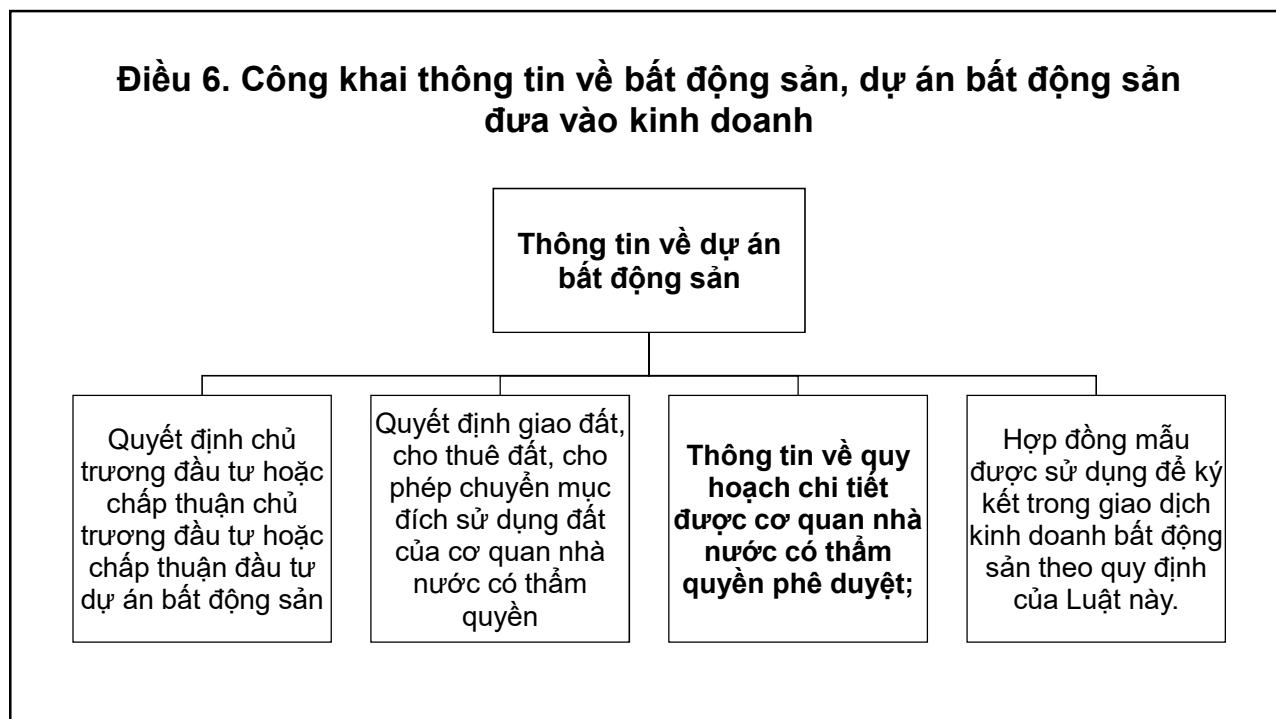 Điều 6. Công khai thông tin về bất động sản, dự án bất động sản
đưa vào kinh doanh
Thông tin về dự án
bất động sản
Quyết định chủ
trương đầu tư hoặc
chấp thuận chủ
trương đầu tư hoặc
chấp thuận đầu tư
dự án bất động sản
Quyết định giao đất,
cho thuê đất, cho
phép chuyển mục
đích sử dụng đất
của cơ quan nhà
nước có thẩm
quyền
Thông tin về quy
hoạch chi tiết
được cơ quan nhà
nước có thẩm
quyền phê duyệt;
Hợp đồng mẫu
được sử dụng để ký
kết trong giao dịch
kinh doanh bất động
sản theo quy định
của Luật này.